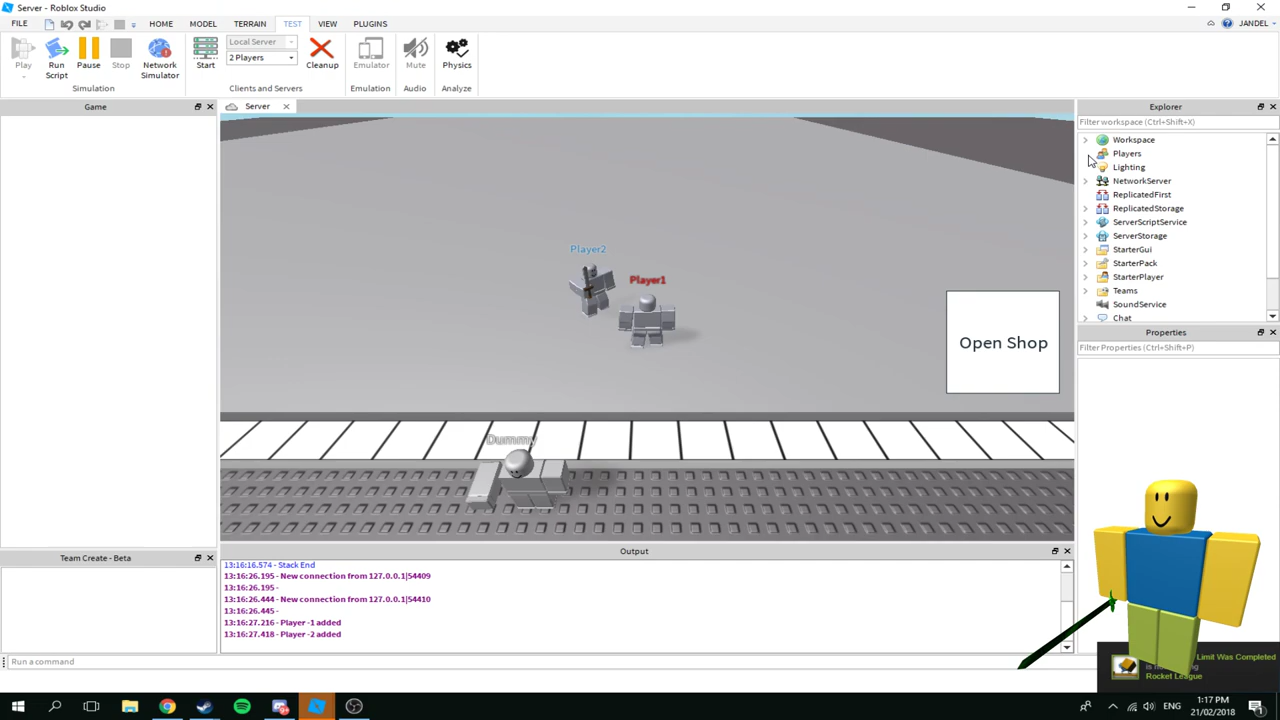 Server - Roblox Studio
FILE
HOME
MODEL
TERRAIN
TEST
VIEW
PLUGINS
JANDEL
Play
Run
Script
Pause
Stop
Network
Simulator
Start
Local Server
2 Players
Cleanup
Emulator
Mute
Physics
Simulation
Clients and Servers
Emulation
Audio
Analyze
Game
Server
Explorer
Filter workspace (Ctrl+Shift+X)
Workspace
Players
Lighting
NetworkServer
ReplicatedFirst
ReplicatedStorage
ServerScriptService
ServerStorage
StarterGui
StarterPack
StarterPlayer
Teams
SoundService
Chat
Properties
Filter Properties (Ctrl+Shift+P)
Player2
Player1
Open Shop
Dummy
Output
Team Create - Beta
13:16:16.574 - Stack End
13:16:26.195 - New connection from 127.0.0.1|54409
13:16:26.195 -
13:16:26.444 - New connection from 127.0.0.1|54410
13:16:26.445 -
13:16:27.216 - Player -1 added
13:16:27.418 - Player -2 added
Run a command
Limit Was Completed
Rocket League
ENG
1:17 PM
21/02/2018